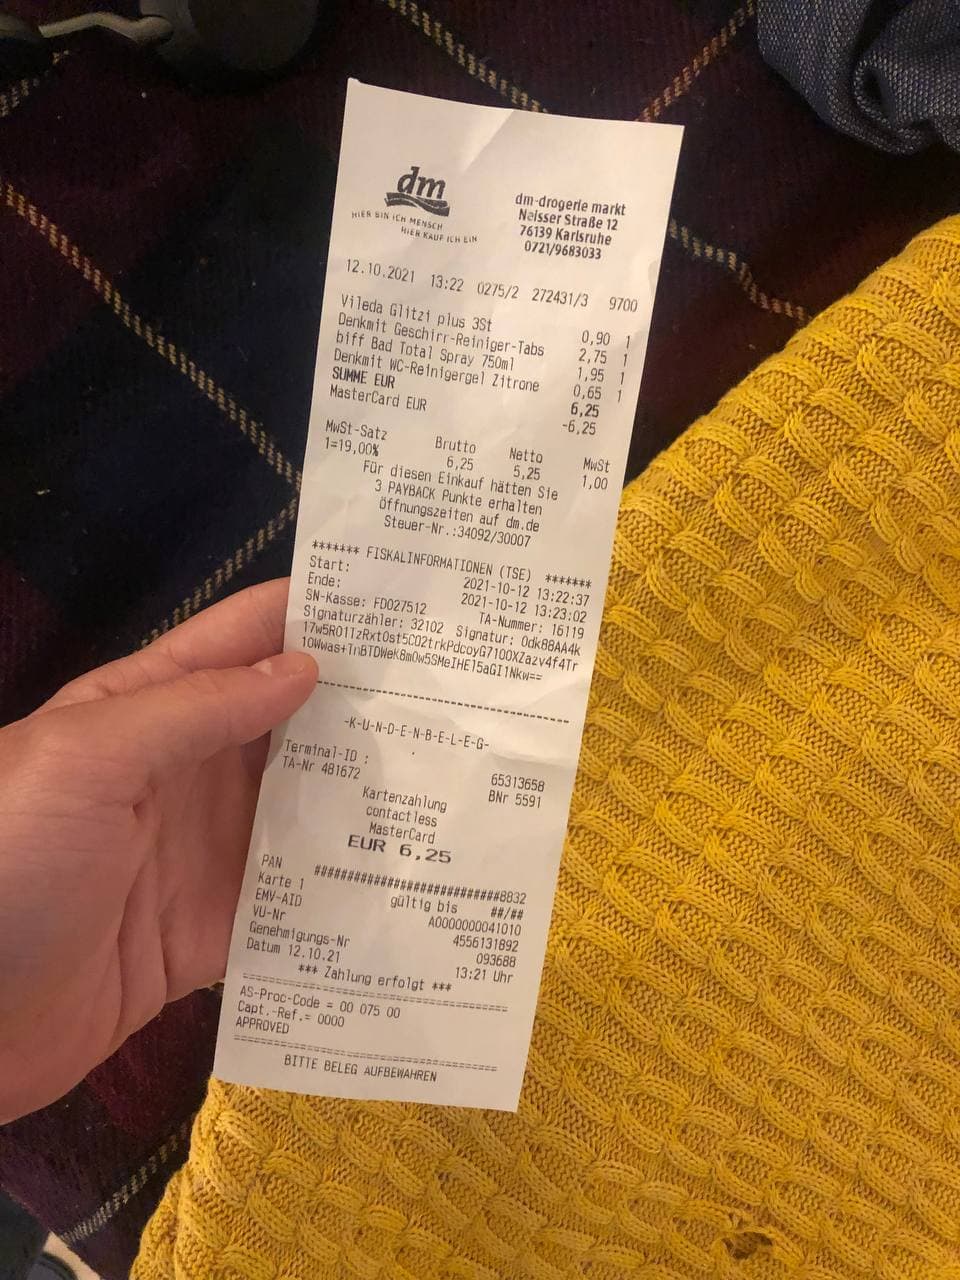 dm
HIER BIN ICH MENSCH
HIER KAUF ICH EIN
dm-drogerie markt
Neisser Straße 12
76139 Karlsruhe
0721/9683033
12.10.2021 13:22 0275/2 272431/3 9700
Vileda Glitzi plus 3St 0,90 1
Denkmit Geschirr-Reiniger-Tabs 2,75 1
biff Bad Total Spray 750ml 1,95 1
Denkmit WC-Reinigergel Zitrone 0,65 1
SUMME EUR 6,25
MasterCard EUR -6,25
MwSt-Satz Brutto Netto MwSt
1=19,00% 6,25 5,25 1,00
Für diesen Einkauf hätten Sie
3 PAYBACK Punkte erhalten
Öffnungszeiten auf dm.de
Steuer-Nr.:34092/30007
******* FISKALINFORMATIONEN (TSE) *******
Start: 2021-10-12 13:22:37
Ende: 2021-10-12 13:23:02
SN-Kasse: FD027512 TA-Nummer: 16119
Signaturzähler: 32102 Signatur: Odk88AA4k
-K-U-N-D-E-N-B-E-L-E-G-
Terminal-ID : 65313658
TA-Nr 481672 BNr 5591
Kartenzahlung
contactless
MasterCard
EUR 6,25
PAN ############################8832
Karte 1 gültig bis ##/##
EMV-AID A0000000041010
VU-Nr 4556131892
Genehmigungs-Nr 093688
Datum 12.10.21 13:21 Uhr
*** Zahlung erfolgt ***
AS-Proc-Code = 00 075 00
Capt.-Ref.= 0000
APPROVED
BITTE BELEG AUFBEWAHREN